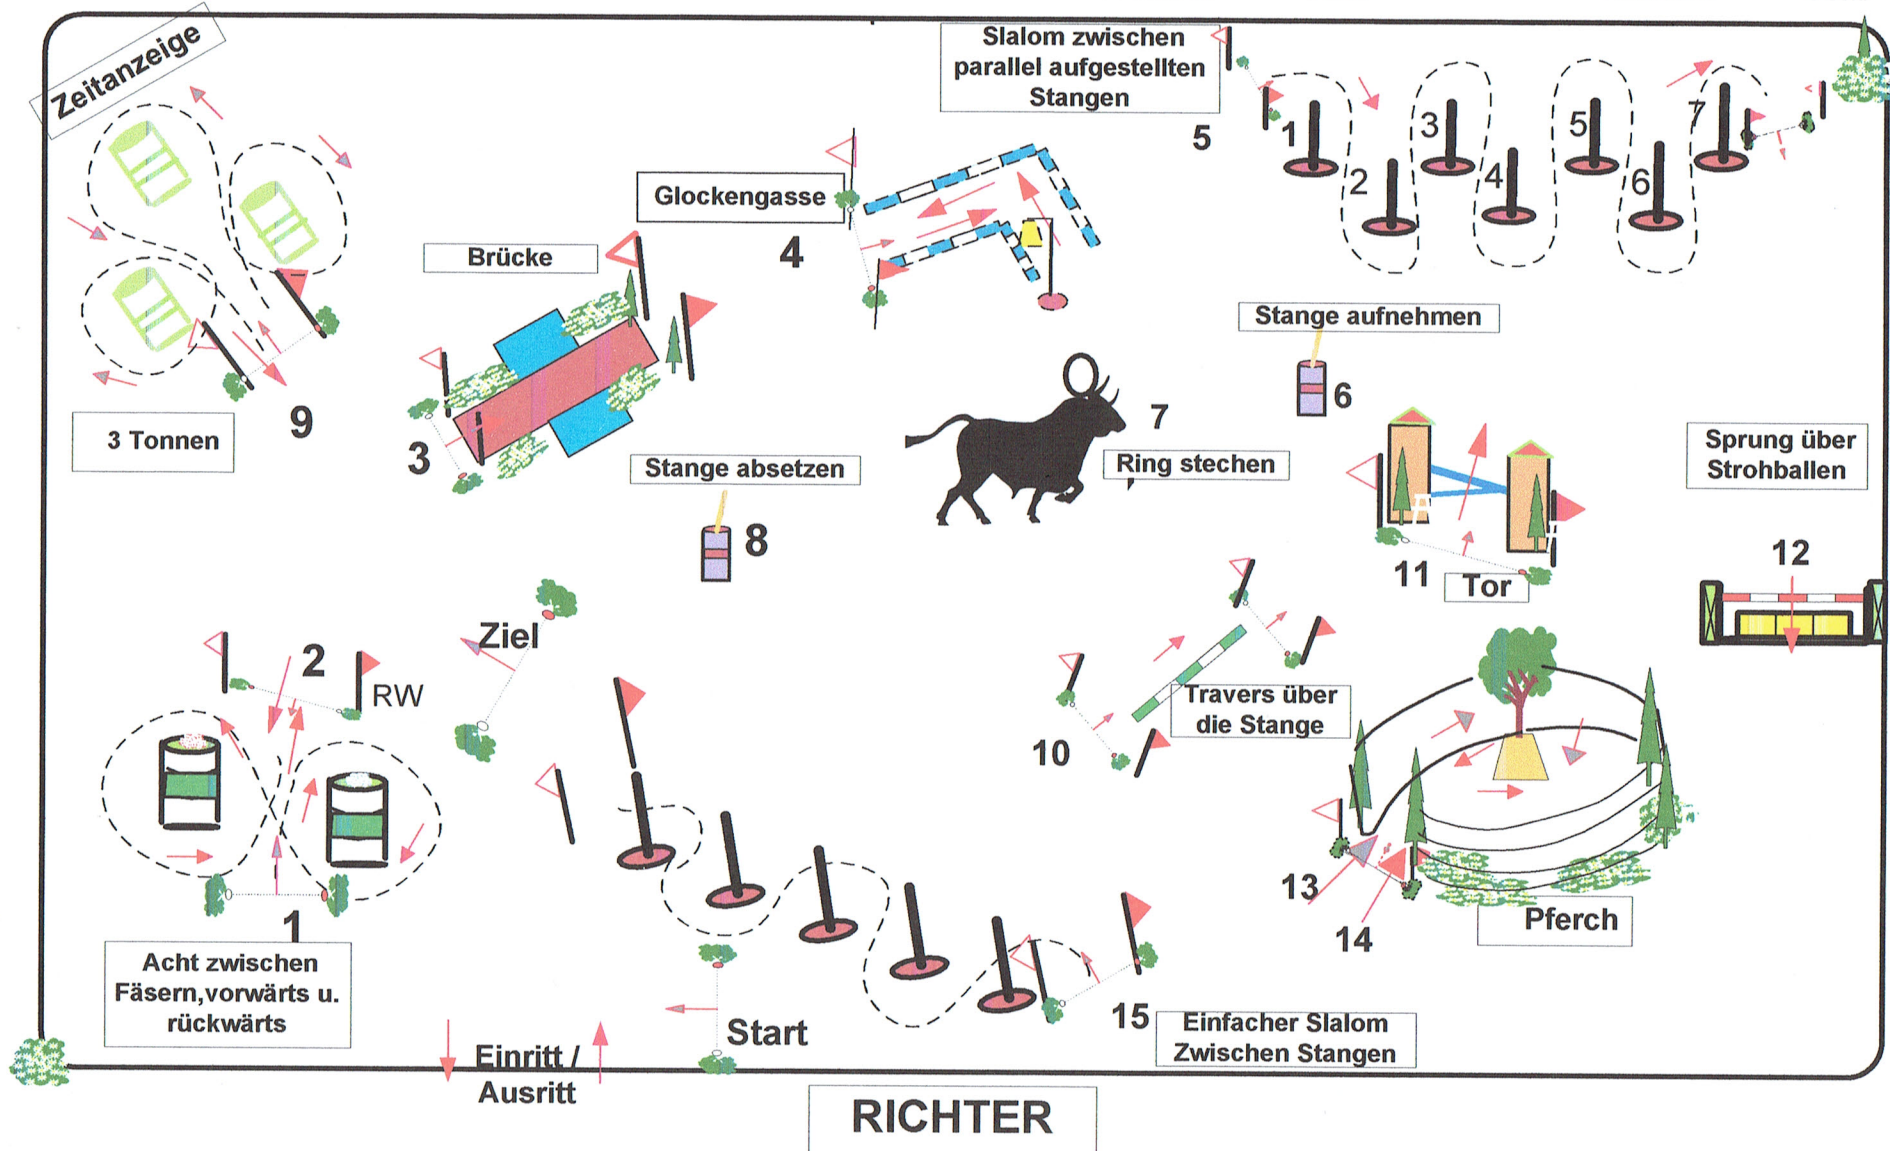 Zeitanzeige
Slalom zwischen
parallel aufgestellten
Stangen
5
1
2
3
4
5
6
7
Glockengasse
4
Brücke
3
3 Tonnen
9
Stange aufnehmen
6
7
Ring stechen
Stange absetzen
8
Sprung über
Strohballen
12
11
Tor
Ziel
2
RW
1
Acht zwischen
Fäsern,vorwärts u.
rückwärts
10
Travers über
die Stange
13
14
Pferch
15
Einfacher Slalom
Zwischen Stangen
Start
Einritt /
Ausritt
RICHTER